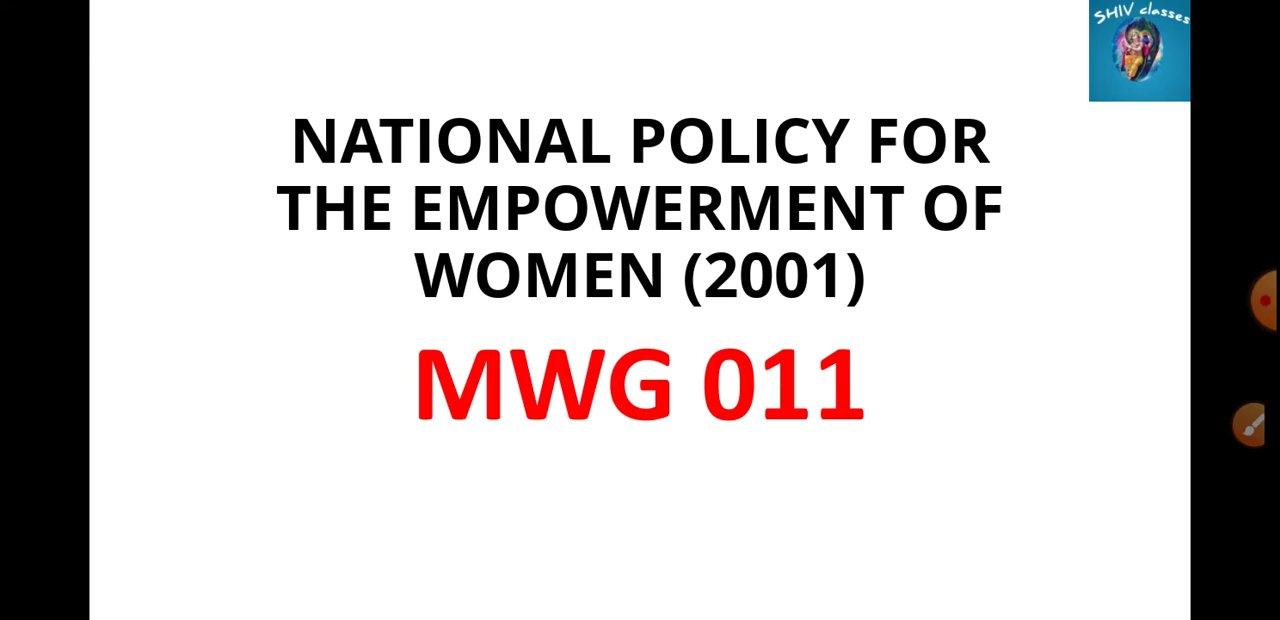 SHIV classes
NATIONAL POLICY FOR
THE EMPOWERMENT OF
WOMEN (2001)
MWG 011